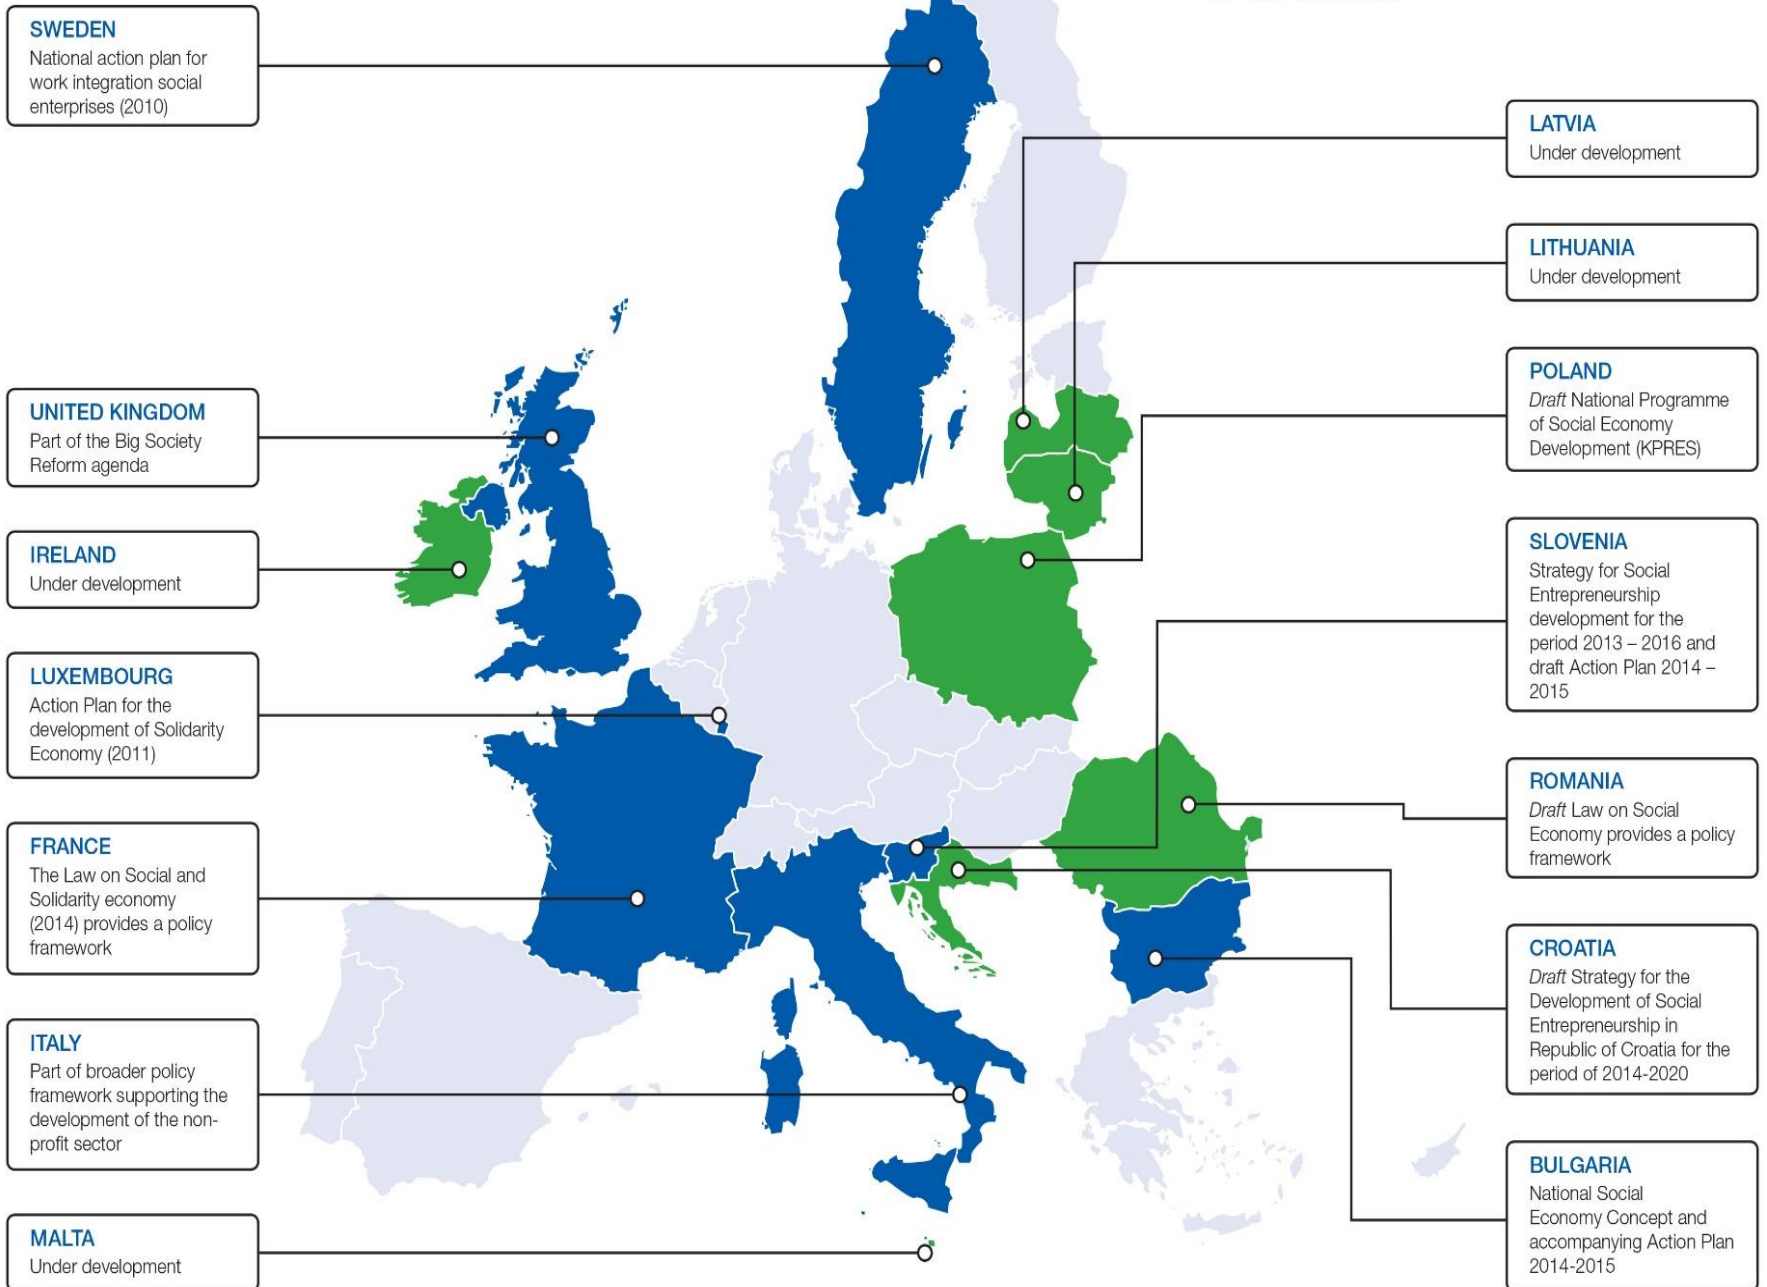 SWEDEN
National action plan for
work integration social
enterprises (2010)
UNITED KINGDOM
Part of the Big Society
Reform agenda
IRELAND
Under development
LUXEMBOURG
Action Plan for the
development of Solidarity
Economy (2011)
FRANCE
The Law on Social and
Solidarity economy
(2014) provides a policy
framework
ITALY
Part of broader policy
framework supporting the
development of the non-
profit sector
MALTA
Under development
LATVIA
Under development
LITHUANIA
Under development
POLAND
Draft National Programme
of Social Economy
Development (KPRES)
SLOVENIA
Strategy for Social
Entrepreneurship
development for the
period 2013 – 2016 and
draft Action Plan 2014 –
2015
ROMANIA
Draft Law on Social
Economy provides a policy
framework
CROATIA
Draft Strategy for the
Development of Social
Entrepreneurship in
Republic of Croatia for the
period of 2014-2020
BULGARIA
National Social
Economy Concept and
accompanying Action Plan
2014-2015